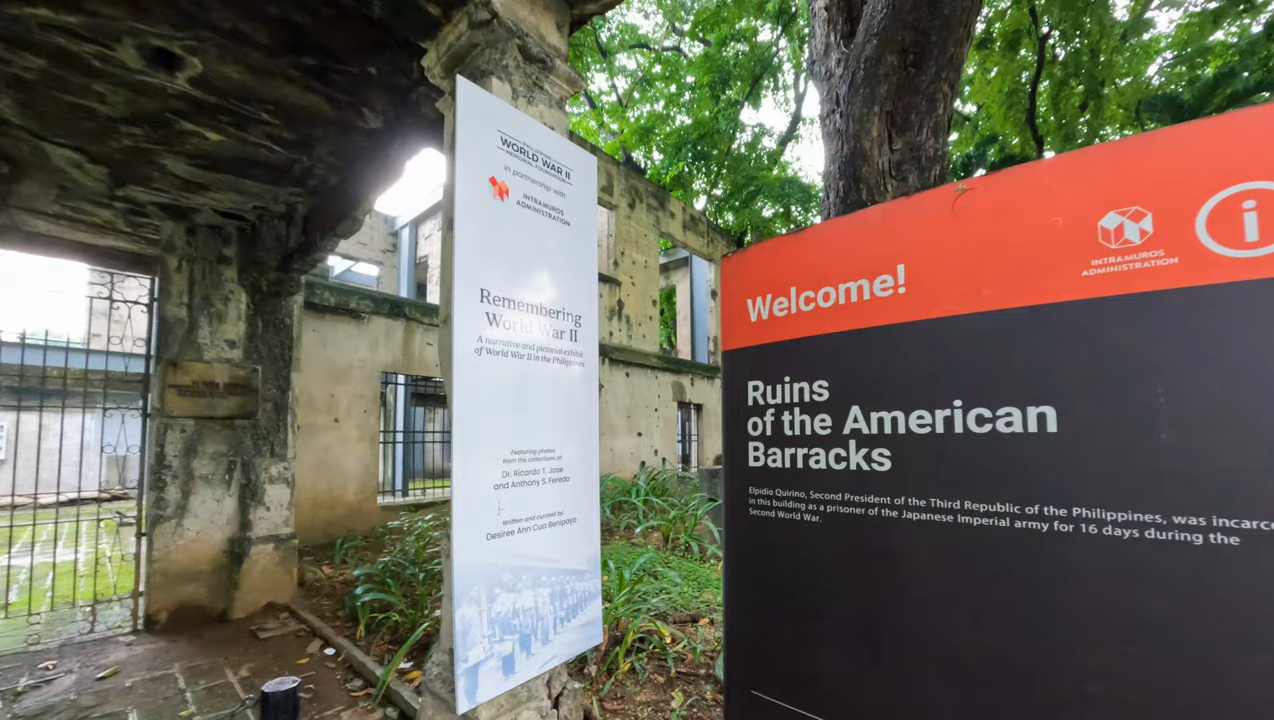 PHILIPPINE
WORLD WAR II
MEMORIAL FOUNDATION
in partnership with
INTRAMUROS
ADMINISTRATION
Remembering
World War II
A narrative and pictorial exhibit
of World War II in the Philippines
Featuring photos
from the collections of:
Dr. Ricardo T. Jose
and Anthony S. Feredo
Written and curated by:
Desiree Ann Cua Benipayo
Welcome!
INTRAMUROS
ADMINISTRATION
i
Ruins
of the American
Barracks
Elpidio Quirino, Second President of the Third Republic of the Philippines, was incarce
in this building as a prisoner of the Japanese Imperial army for 16 days during the
Second World War.